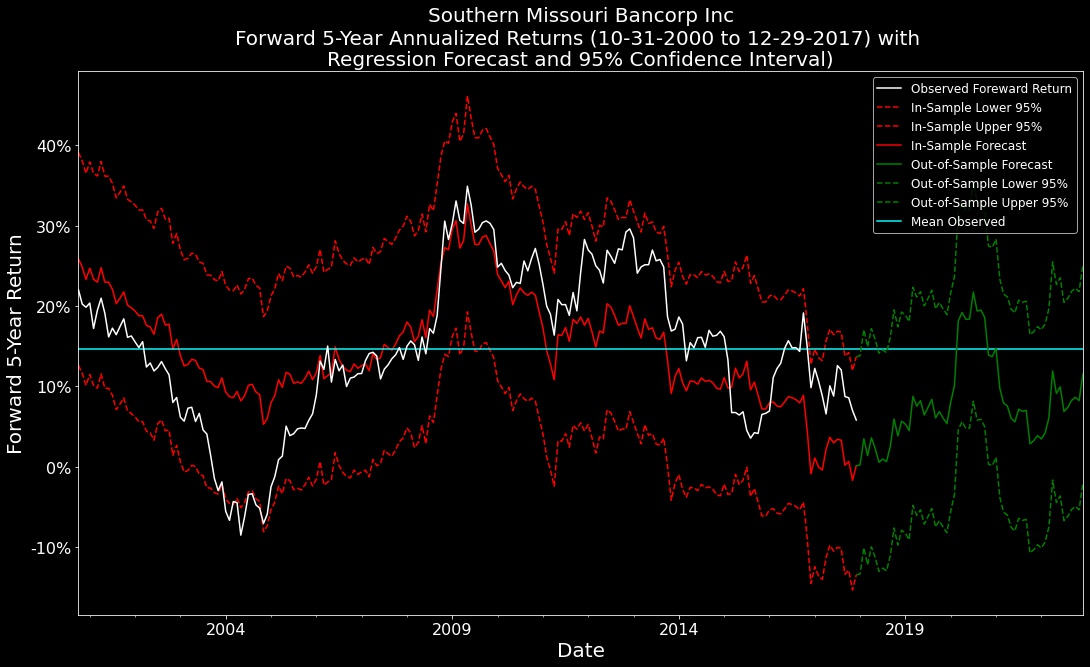 Southern Missouri Bancorp Inc
Forward 5-Year Annualized Returns (10-31-2000 to 12-29-2017) with
Regression Forecast and 95% Confidence Interval)
Observed Foreward Return
In-Sample Lower 95%
In-Sample Upper 95%
In-Sample Forecast
Out-of-Sample Forecast
Out-of-Sample Lower 95%
Out-of-Sample Upper 95%
Mean Observed
Forward 5-Year Return
40%
30%
20%
10%
0%
-10%
2004
2009
2014
2019
Date